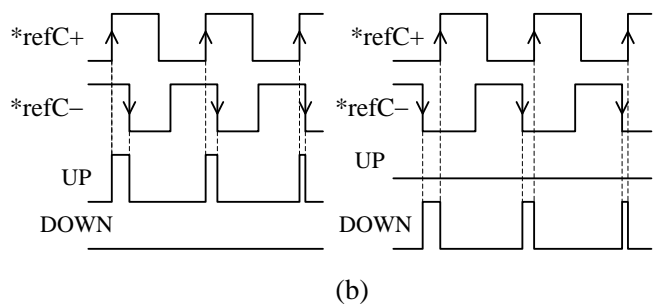 *refC+
*refC−
UP
DOWN
*refC+
*refC−
UP
DOWN
(b)